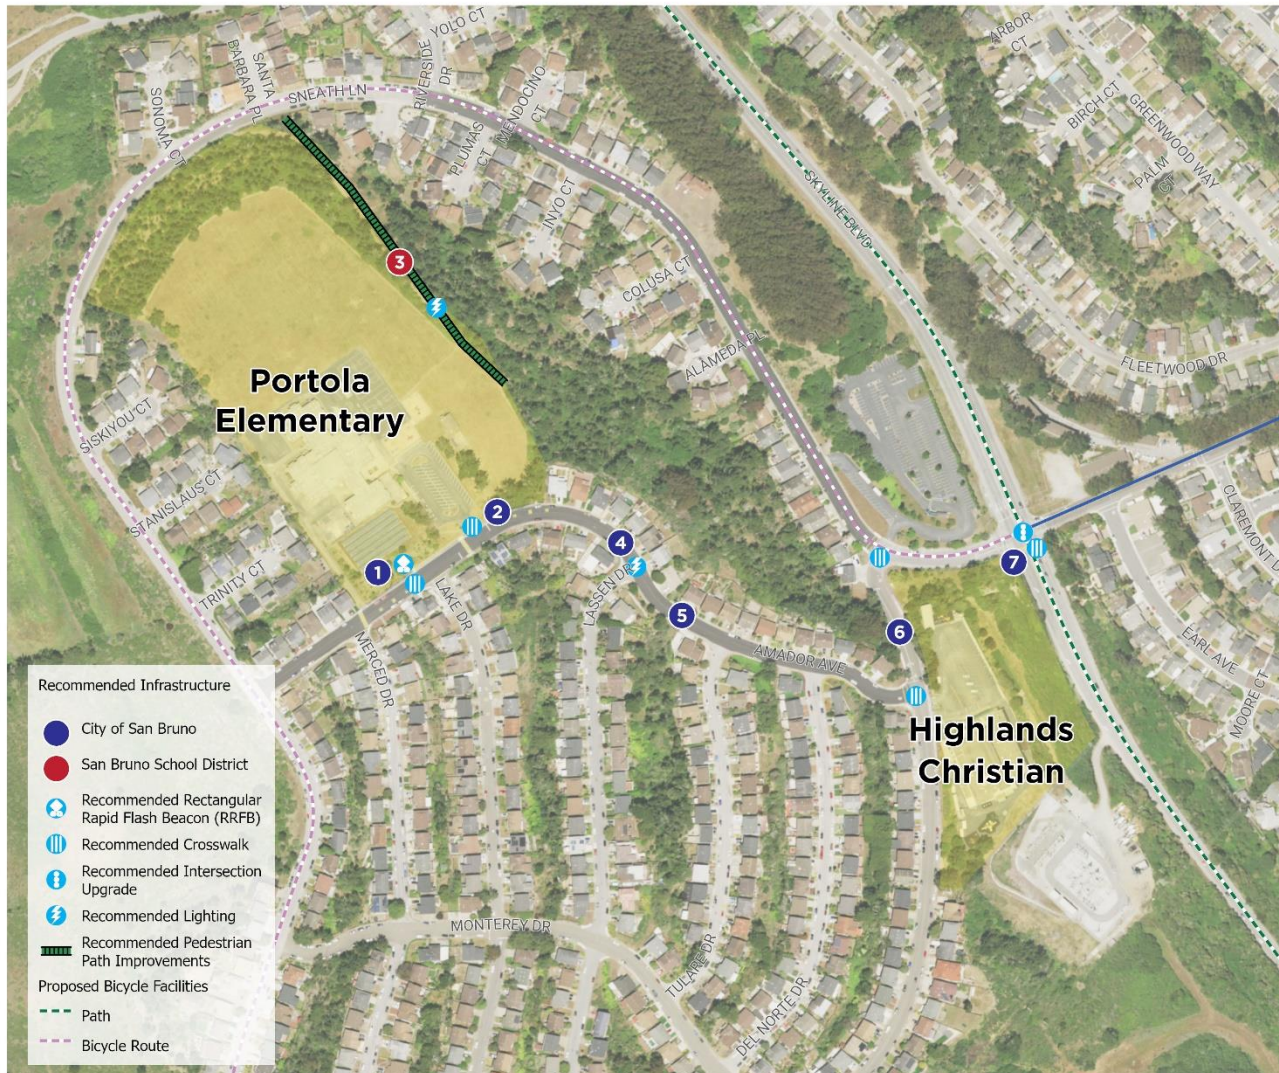 YOLO CT
SANTA
BARBARA PL
SONOMA CT
SNEATH LN
RIVERSIDE
DR
MENDOCINO
CT
PLUMAS
CT
INYO CT
ARBOR
CT
BIRCH CT
GREENWOOD WAY
PALM
CT
SKYLINE BLVD
COLUSA CT
ALAMEDA PL
FLEETWOOD DR
3
Portola
Elementary
SISKIYOU CT
STANISLAUS CT
TRINITY CT
2
1
4
7
5
6
LAKE DR
MERCED DR
LASSEN DR
AMADOR AVE
CLAREMONT D
EARL AVE
MOORE CT
Highlands
Christian
MONTEREY DR
TULARE DR
DEL NORTE DR
Recommended Infrastructure
City of San Bruno
San Bruno School District
Recommended Rectangular
Rapid Flash Beacon (RRFB)
Recommended Crosswalk
Recommended Intersection
Upgrade
Recommended Lighting
Recommended Pedestrian
Path Improvements
Proposed Bicycle Facilities
Path
Bicycle Route